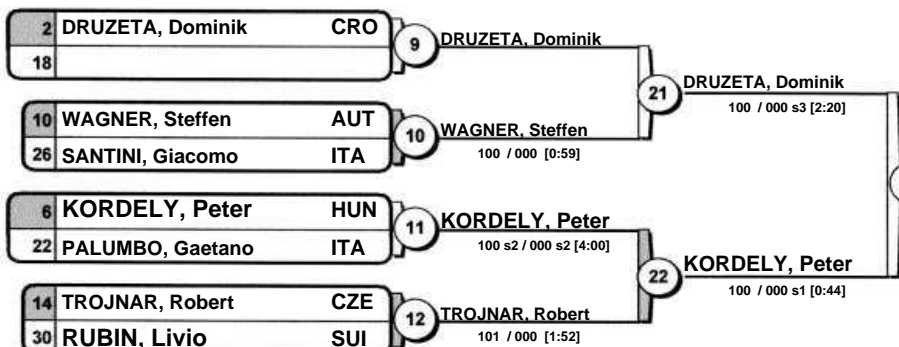 2 DRUZETA, Dominik CRO
18
9
DRUZETA, Dominik
10 WAGNER, Steffen AUT
26 SANTINI, Giacomo ITA
10
WAGNER, Steffen
100 / 000 [0:59]
21
DRUZETA, Dominik
100 / 000 s3 [2:20]
6 KORDELY, Peter HUN
22 PALUMBO, Gaetano ITA
11
KORDELY, Peter
100 s2 / 000 s2 [4:00]
14 TROJNAR, Robert CZE
30 RUBIN, Livio SUI
12
TROJNAR, Robert
101 / 000 [1:52]
22
KORDELY, Peter
100 / 000 s1 [0:44]